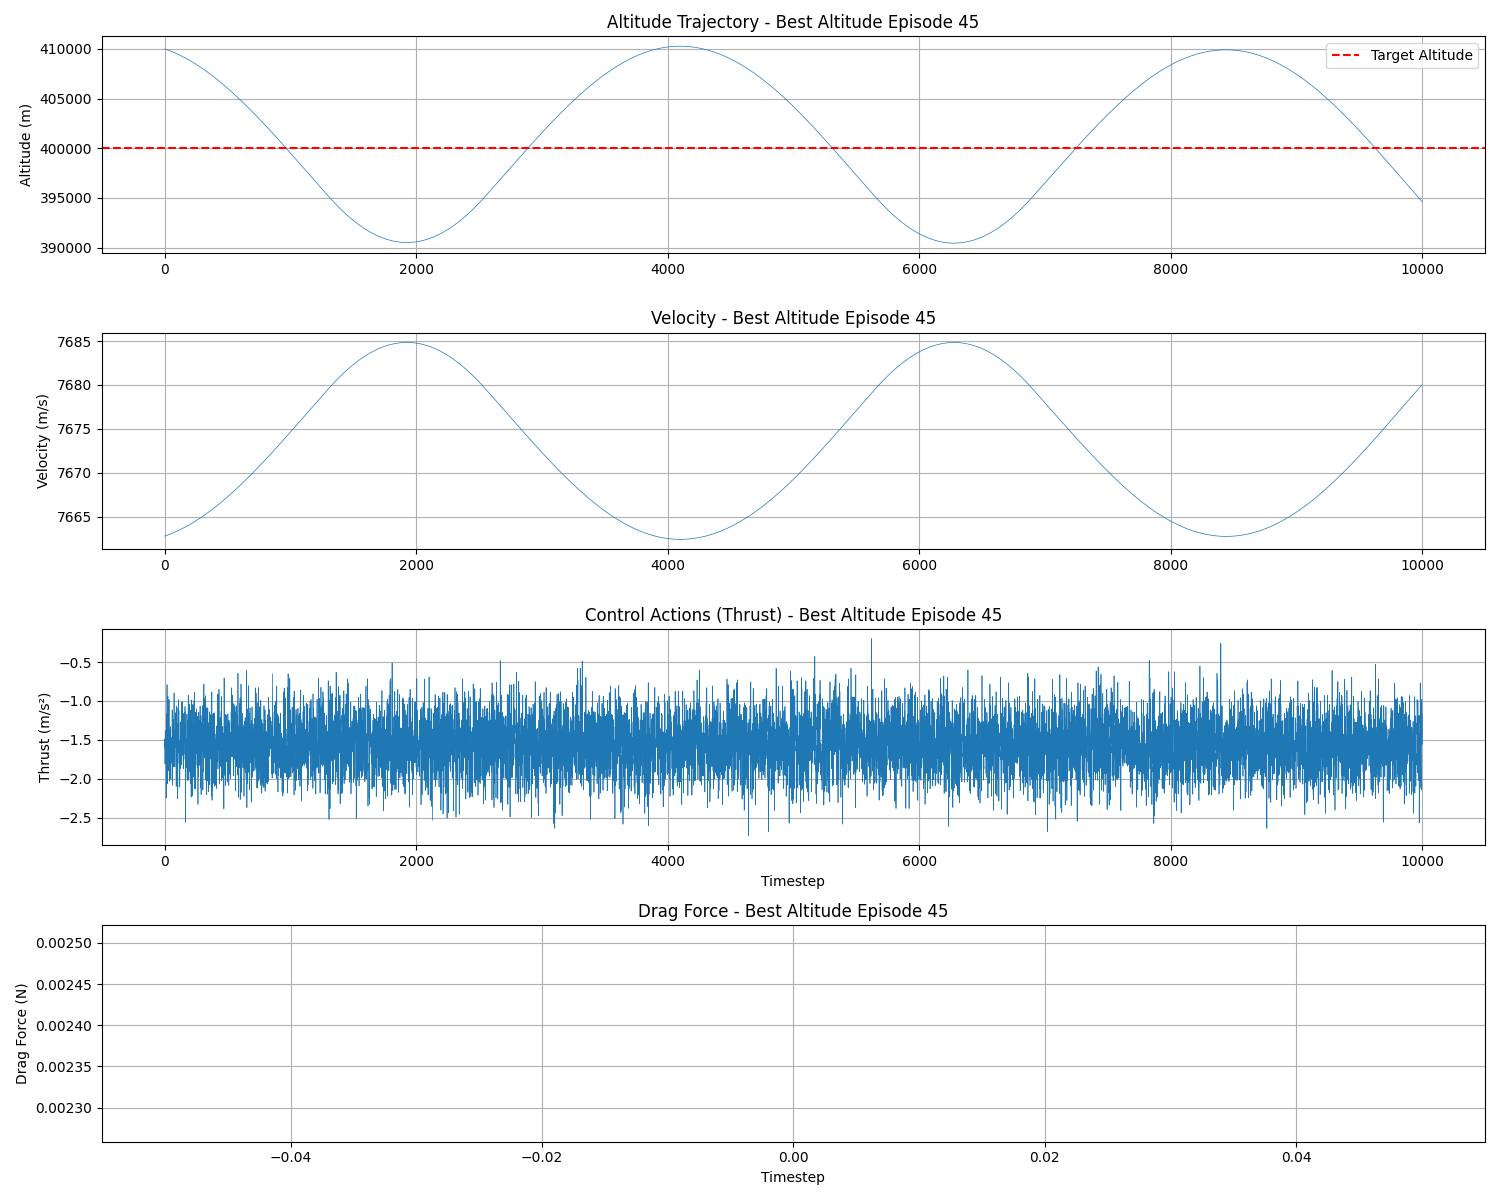 Altitude Trajectory - Best Altitude Episode 45
Altitude (m)
410000
405000
400000
395000
390000
Target Altitude
0 2000 4000 6000 8000 10000
Velocity - Best Altitude Episode 45
Velocity (m/s)
7685
7680
7675
7670
7665
0 2000 4000 6000 8000 10000
Control Actions (Thrust) - Best Altitude Episode 45
Thrust (m/s²)
−0.5
−1.0
−1.5
−2.0
−2.5
0 2000 4000 6000 8000 10000
Timestep
Drag Force - Best Altitude Episode 45
Drag Force (N)
0.00250
0.00245
0.00240
0.00235
0.00230
−0.04 −0.02 0.00 0.02 0.04
Timestep